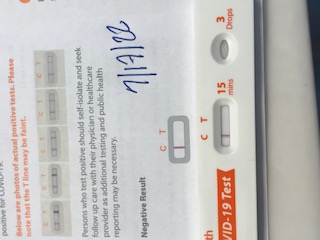 positive for COVID-19.
Below are photos of actual positive tests. Please
note that the T line may be faint.
C T
C T
C T
C T
Persons who test positive should self-isolate and seek
follow up care with their physician or healthcare
provider as additional testing and public health
reporting may be necessary.
7/17/22
Negative Result
C T
C T
15
mins
3
Drops
th
VID-19 Test